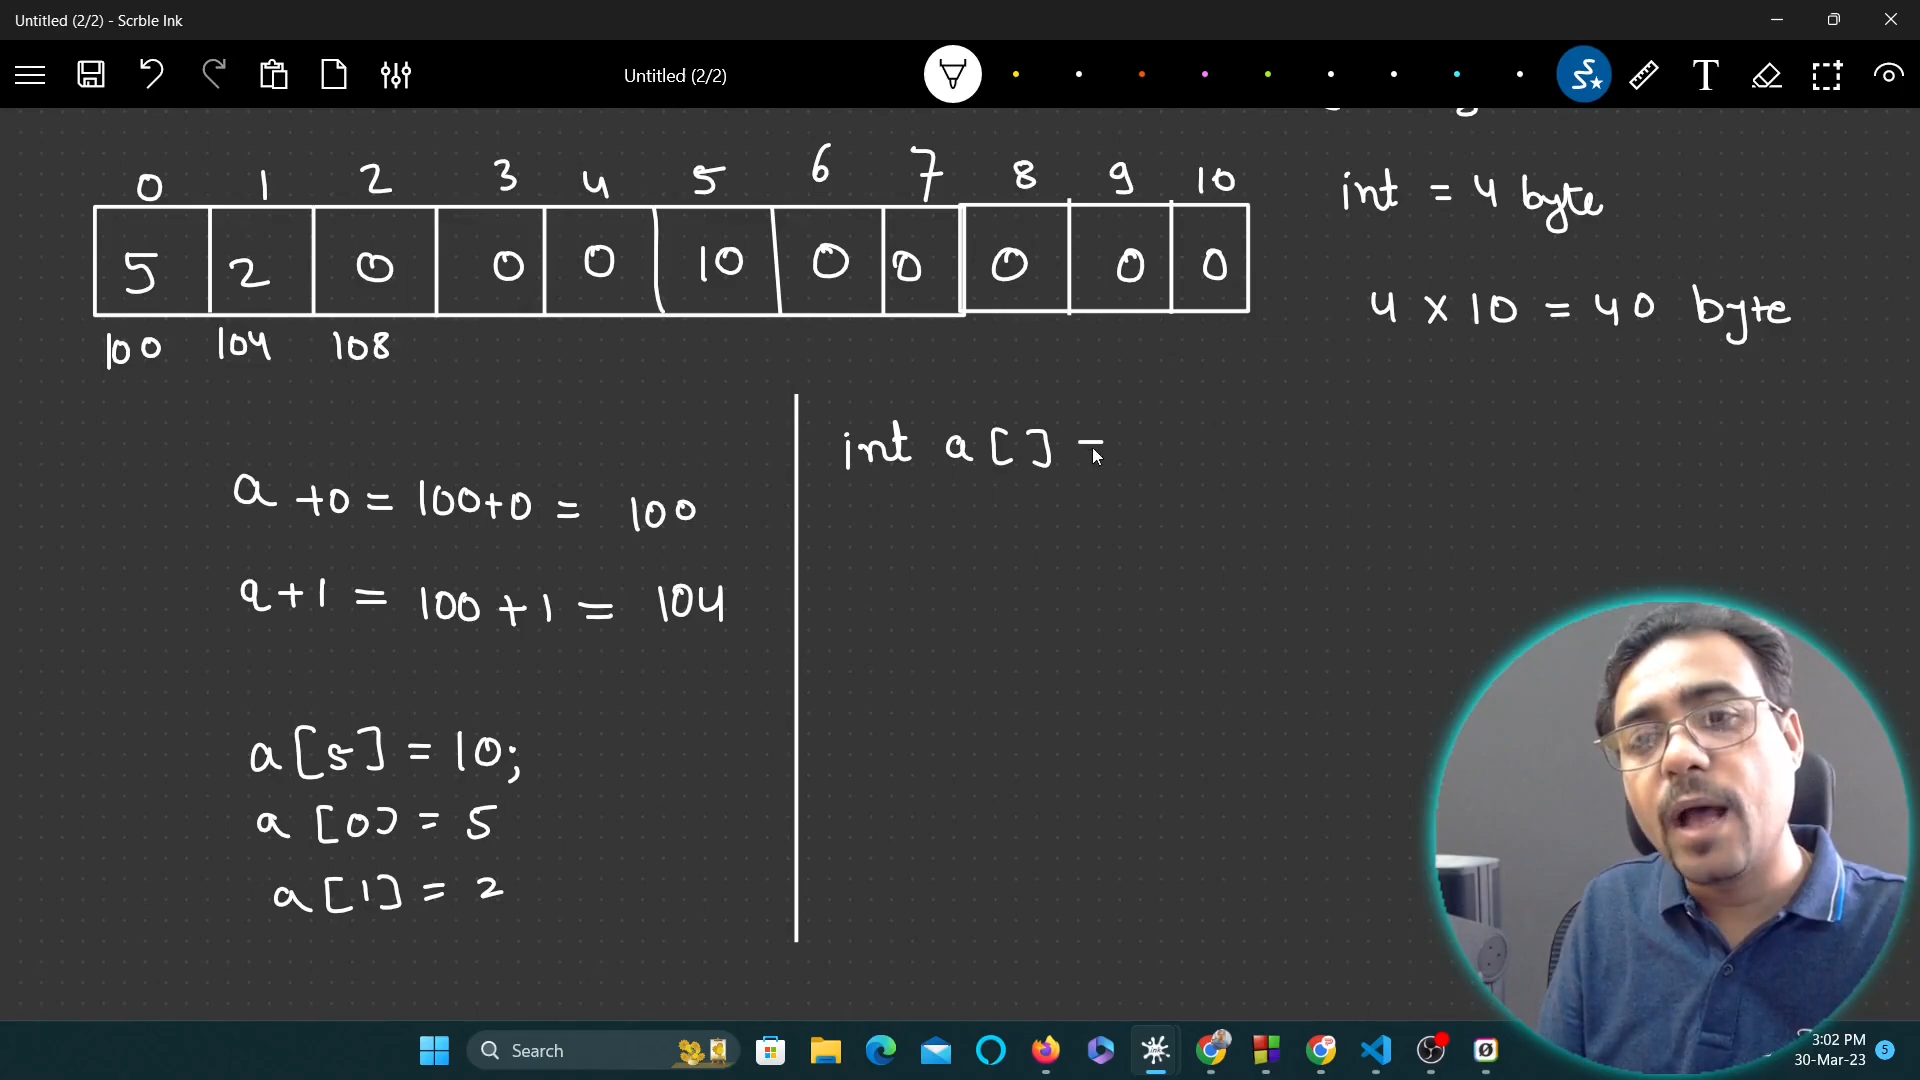 Untitled (2/2) - Scrble Ink
Untitled (2/2)
T
0 1 2 3 4 5 6 7 8 9 10
5 2 0 0 0 10 0 0 0 0 0
100 104 108
int = 4 byte
4 x 10 = 40 byte
a +0 = 100+0 = 100
a+1 = 100 + 1 = 104
a [5] = 10;
a [0) = 5
a [1] = 2
int a [ ] =
Search
3:02 PM
30-Mar-23
5